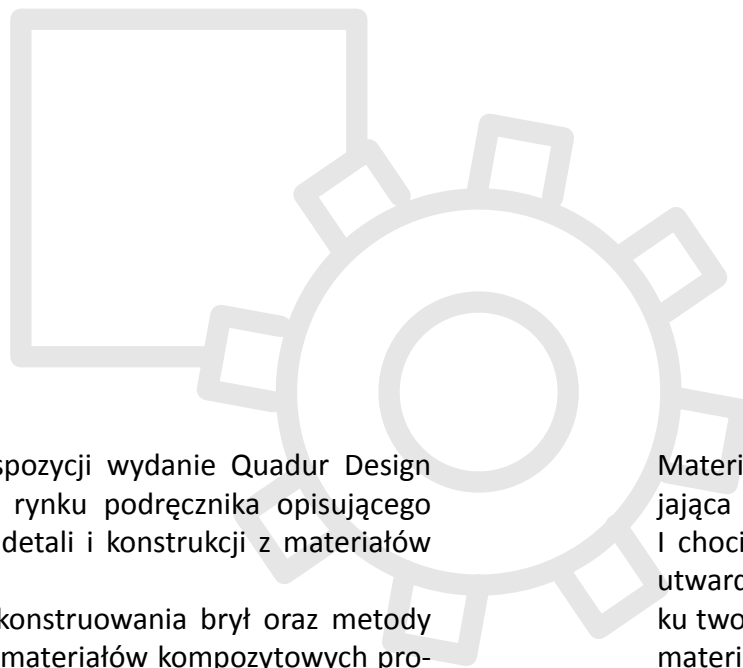 spozycji wydanie Quadur Design
rynku podręcznika opisującego
detali i konstrukcji z materiałów
konstruowania brył oraz metody
materiałów kompozytowych pro-
Materi
jająca
I choci
utward
ku two
materi